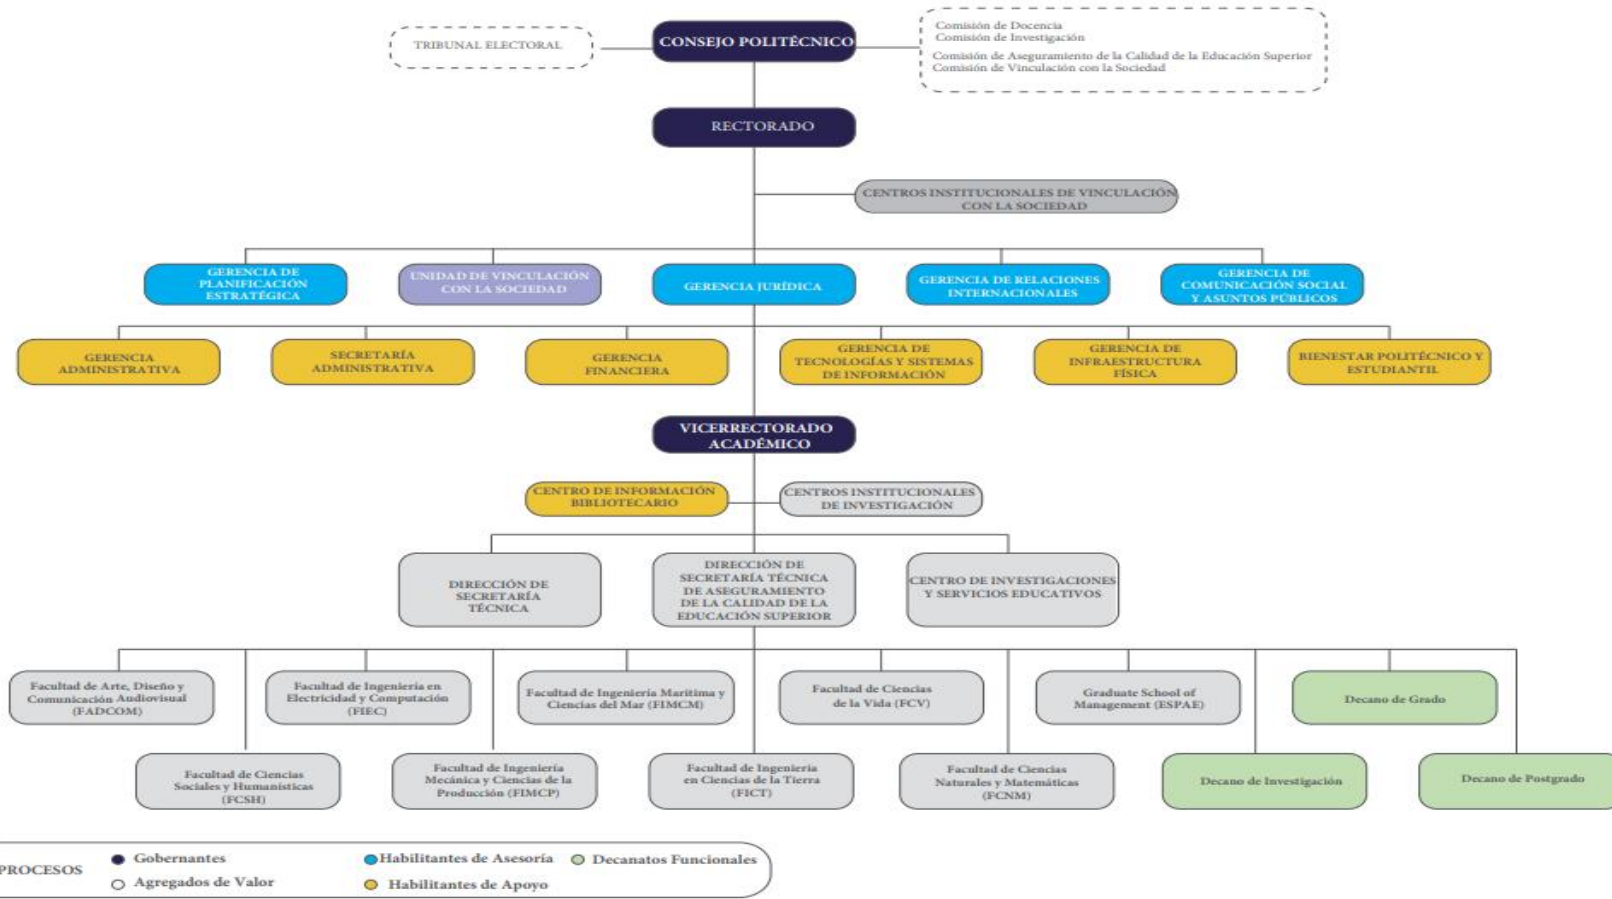 TRIBUNAL ELECTORAL
CONSEJO POLITÉCNICO
Comisión de Docencia
Comisión de Investigación
Comisión de Aseguramiento de la Calidad de la Educación Superior
Comisión de Vinculación con la Sociedad
RECTORADO
CENTROS INSTITUCIONALES DE VINCULACIÓN
CON LA SOCIEDAD
GERENCIA DE
PLANIFICACIÓN
ESTRATÉGICA
UNIDAD DE VINCULACIÓN
CON LA SOCIEDAD
GERENCIA JURÍDICA
GERENCIA DE RELACIONES
INTERNACIONALES
GERENCIA DE
COMUNICACIÓN SOCIAL
Y ASUNTOS PÚBLICOS
GERENCIA
ADMINISTRATIVA
SECRETARÍA
ADMINISTRATIVA
GERENCIA
FINANCIERA
GERENCIA DE
TECNOLOGÍAS Y SISTEMAS
DE INFORMACIÓN
GERENCIA DE
INFRAESTRUCTURA
FÍSICA
BIENESTAR POLITÉCNICO Y
ESTUDIANTIL
VICERRECTORADO
ACADÉMICO
CENTRO DE INFORMACIÓN
BIBLIOTECARIO
CENTROS INSTITUCIONALES
DE INVESTIGACIÓN
DIRECCIÓN DE
SECRETARÍA
TÉCNICA
DIRECCIÓN DE
SECRETARÍA TÉCNICA
DE ASEGURAMIENTO
DE LA CALIDAD DE LA
EDUCACIÓN SUPERIOR
CENTRO DE INVESTIGACIONES
Y SERVICIOS EDUCATIVOS
Facultad de Arte, Diseño y
Comunicación Audiovisual
(FADCOM)
Facultad de Ingeniería en
Electricidad y Computación
(FIEC)
Facultad de Ingeniería Marítima y
Ciencias del Mar (FIMCM)
Facultad de Ciencias
de la Vida (FCV)
Graduate School of
Management (ESPAE)
Decano de Grado
Facultad de Ciencias
Sociales y Humanísticas
(FCSH)
Facultad de Ingeniería
Mecánica y Ciencias de la
Producción (FIMCP)
Facultad de Ingeniería
en Ciencias de la Tierra
(FICT)
Facultad de Ciencias
Naturales y Matemáticas
(FCNM)
Decano de Investigación
Decano de Postgrado
PROCESOS
Gobernantes
Habilitantes de Asesoría
Decanatos Funcionales
Agregados de Valor
Habilitantes de Apoyo